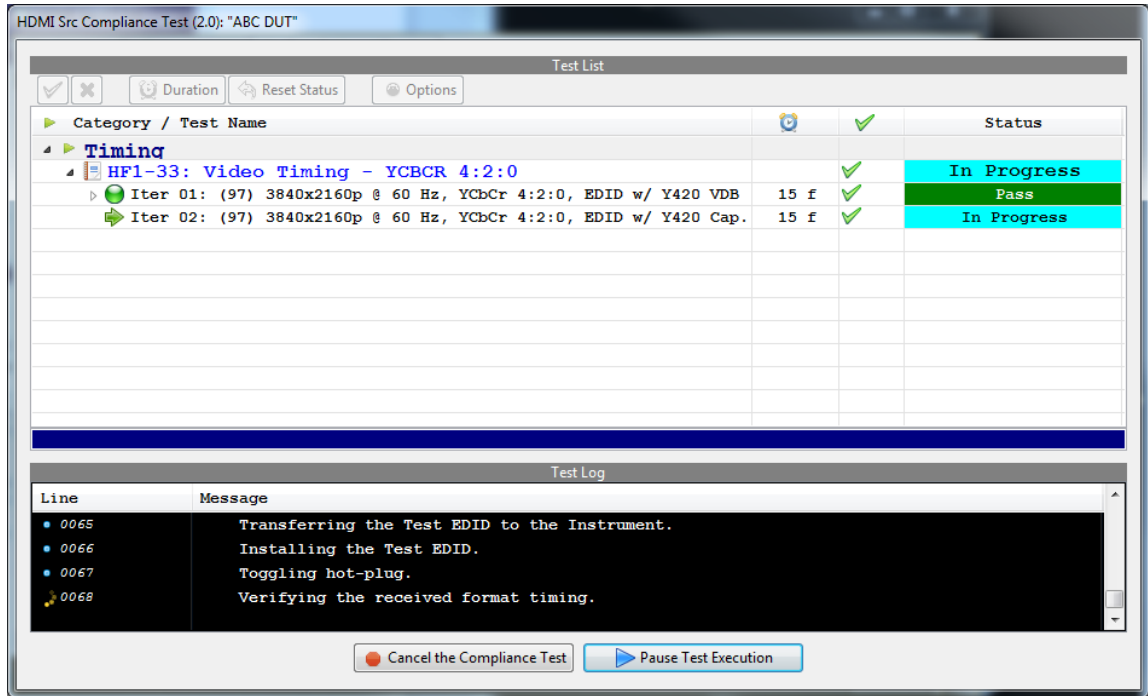 HDMI Src Compliance Test (2.0): "ABC DUT"
Test List
Duration Reset Status Options
Category / Test Name Status
Timing
HF1-33: Video Timing - YCBCR 4:2:0 In Progress
Iter 01: (97) 3840x2160p @ 60 Hz, YCbCr 4:2:0, EDID w/ Y420 VDB 15 f Pass
Iter 02: (97) 3840x2160p @ 60 Hz, YCbCr 4:2:0, EDID w/ Y420 Cap. 15 f In Progress
Test Log
Line Message
0065 Transferring the Test EDID to the Instrument.
0066 Installing the Test EDID.
0067 Toggling hot-plug.
0068 Verifying the received format timing.
Cancel the Compliance Test Pause Test Execution